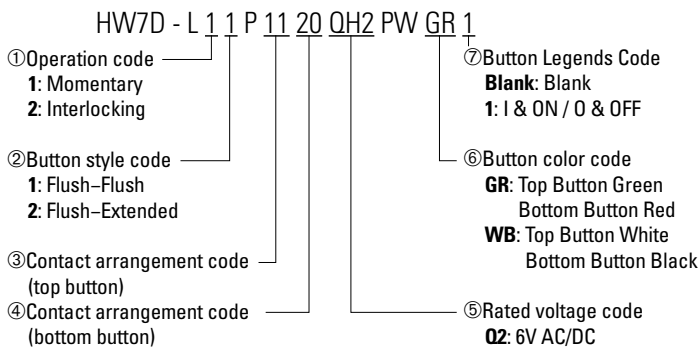 HW7D - L 1 1 P 11 20 QH2 PW GR 1
①Operation code
1: Momentary
2: Interlocking
②Button style code
1: Flush–Flush
2: Flush–Extended
③Contact arrangement code
(top button)
④Contact arrangement code
(bottom button)
⑦Button Legends Code
Blank: Blank
1: I & ON / O & OFF
⑥Button color code
GR: Top Button Green
Bottom Button Red
WB: Top Button White
Bottom Button Black
⑤Rated voltage code
Q2: 6V AC/DC